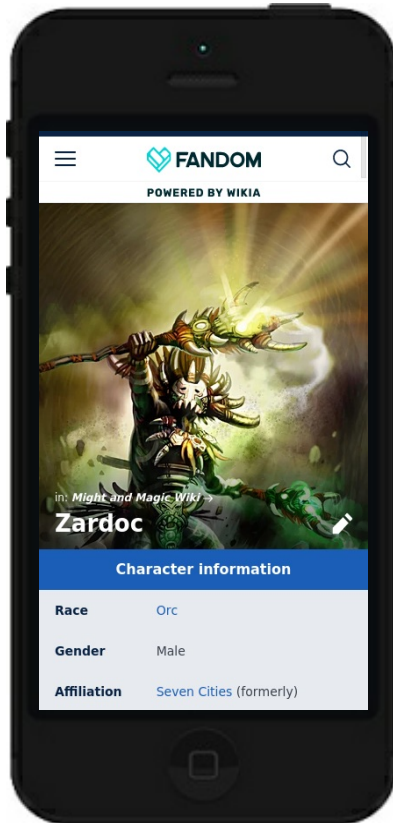 FANDOM
POWERED BY WIKIA
in: Might and Magic Wiki →
Zardoc
Character information
Race Orc
Gender Male
Affiliation Seven Cities (formerly)